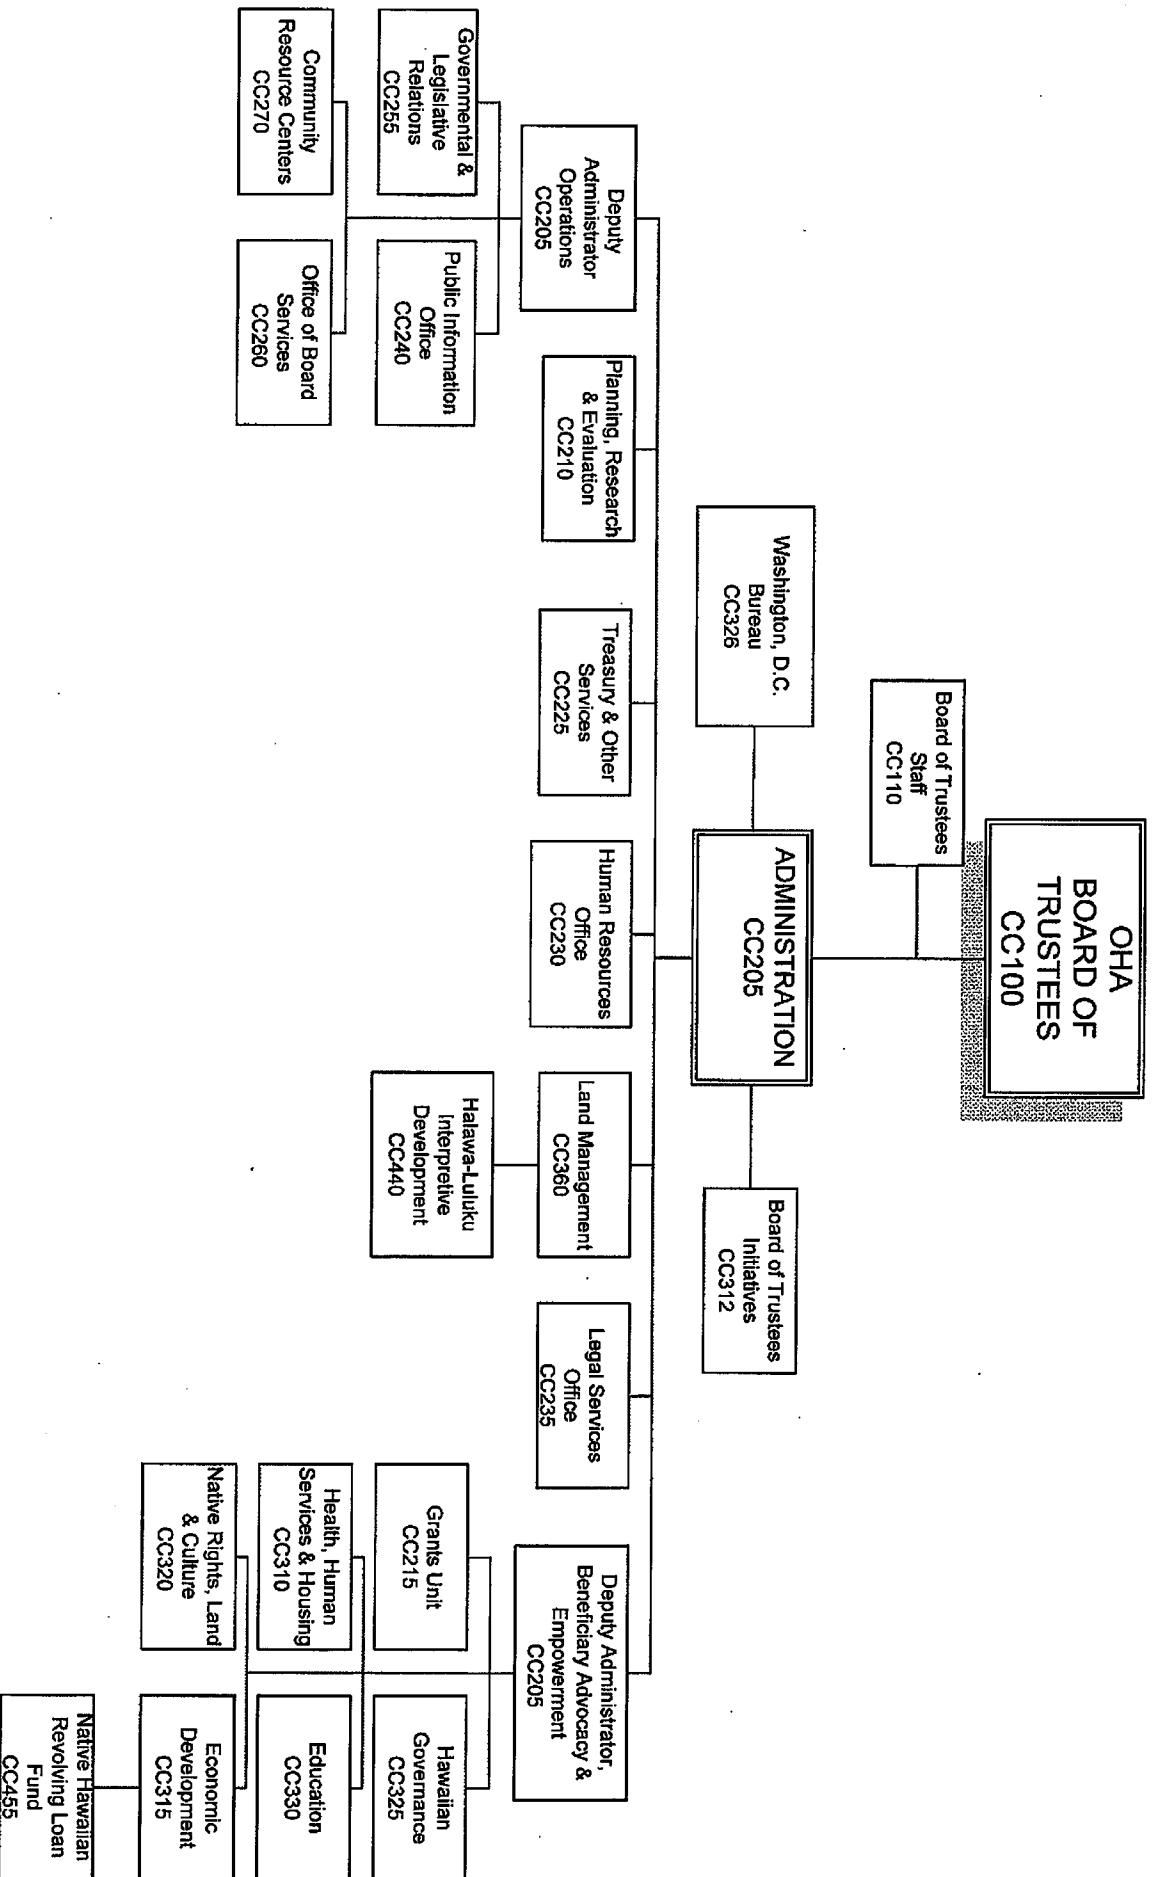 OHA
BOARD OF
TRUSTEES
CC100
Board of Trustees
Staff
CC110
Washington, D.C.
Bureau
CC326
ADMINISTRATION
CC205
Board of Trustees
Initiatives
CC312
Deputy
Administrator
Operations
CC205
Planning, Research
& Evaluation
CC210
Treasury & Other
Services
CC225
Human Resources
Office
CC230
Land Management
CC360
Legal Services
Office
CC235
Deputy Administrator,
Beneficiary Advocacy &
Empowerment
CC205
Governmental &
Legislative
Relations
CC255
Public Information
Office
CC240
Community
Resource Centers
CC270
Office of Board
Services
CC260
Halawa-Luluku
Interpretive
Development
CC440
Grants Unit
CC215
Hawaiian
Governance
CC325
Health, Human
Services & Housing
CC310
Education
CC330
Native Rights, Land
& Culture
CC320
Economic
Development
CC315
Native Hawaiian
Revolving Loan
Fund
CC455